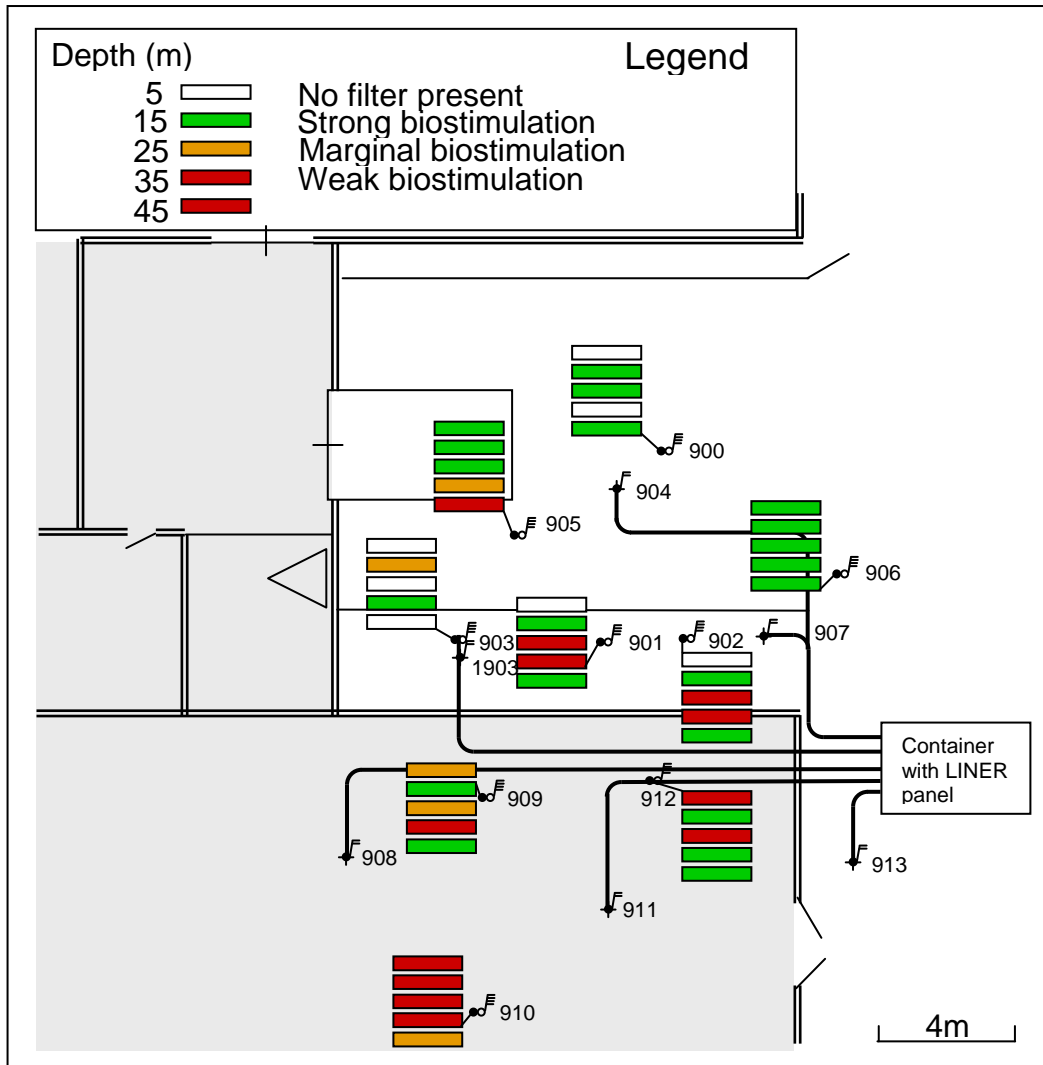 Depth (m) Legend
5 No filter present
15 Strong biostimulation
25 Marginal biostimulation
35 Weak biostimulation
45
900
904
905
906
907
903
901
902
1903
Container
with LINER
panel
909
912
908
913
911
910
4m